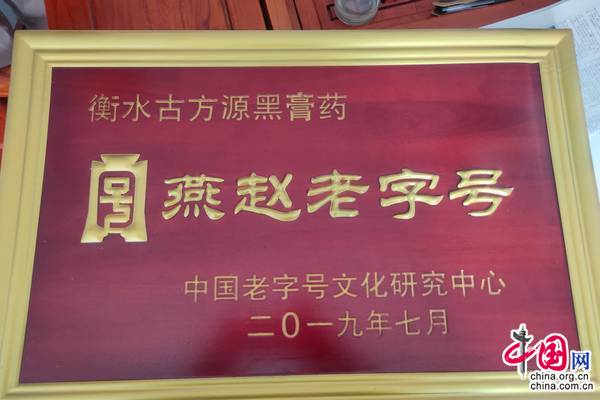 衡水古方源黑膏药
号 燕赵老字号
中国老字号文化研究中心
二〇一九年七月
中国网
china.org.cn
china.com.cn